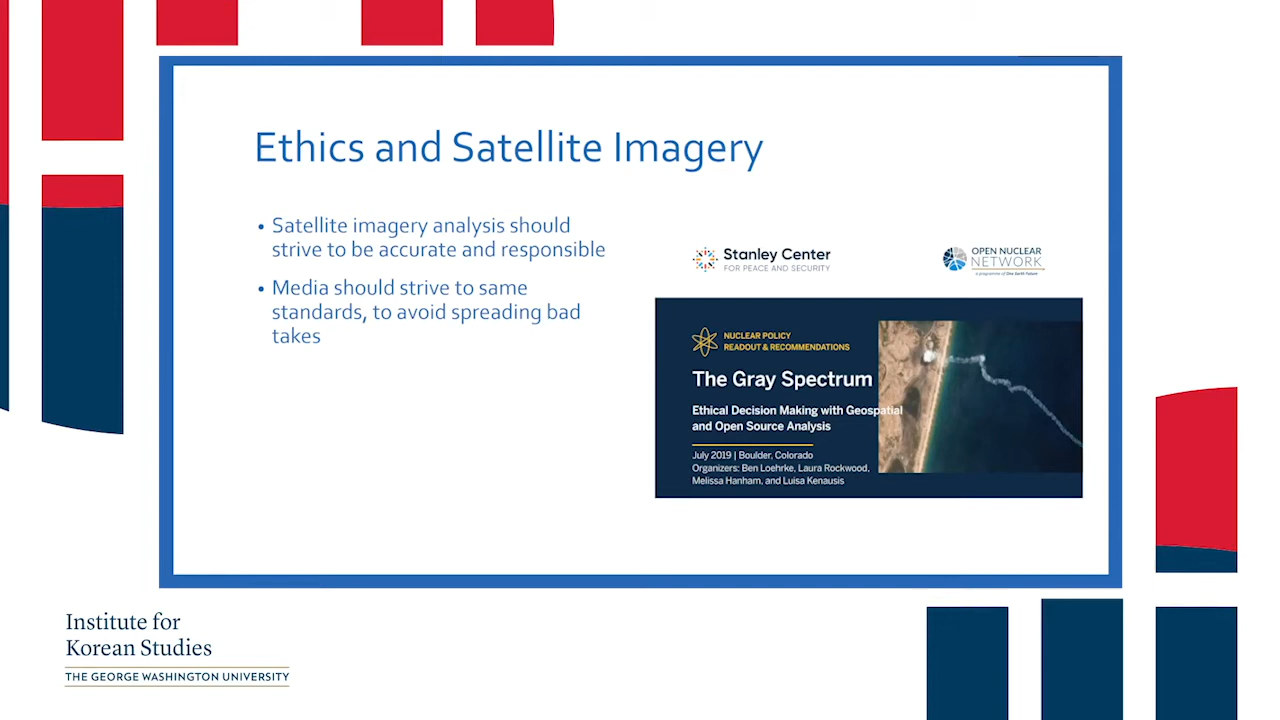 Ethics and Satellite Imagery
• Satellite imagery analysis should
strive to be accurate and responsible
• Media should strive to same
standards, to avoid spreading bad
takes
Stanley Center
FOR PEACE AND SECURITY
OPEN NUCLEAR
NETWORK
a programme of One Earth Future
NUCLEAR POLICY
READOUT & RECOMMENDATIONS
The Gray Spectrum
Ethical Decision Making with Geospatial
and Open Source Analysis
July 2019 | Boulder, Colorado
Organizers: Ben Loehrke, Laura Rockwood,
Melissa Hanham, and Luisa Kenausis
Institute for
Korean Studies
THE GEORGE WASHINGTON UNIVERSITY